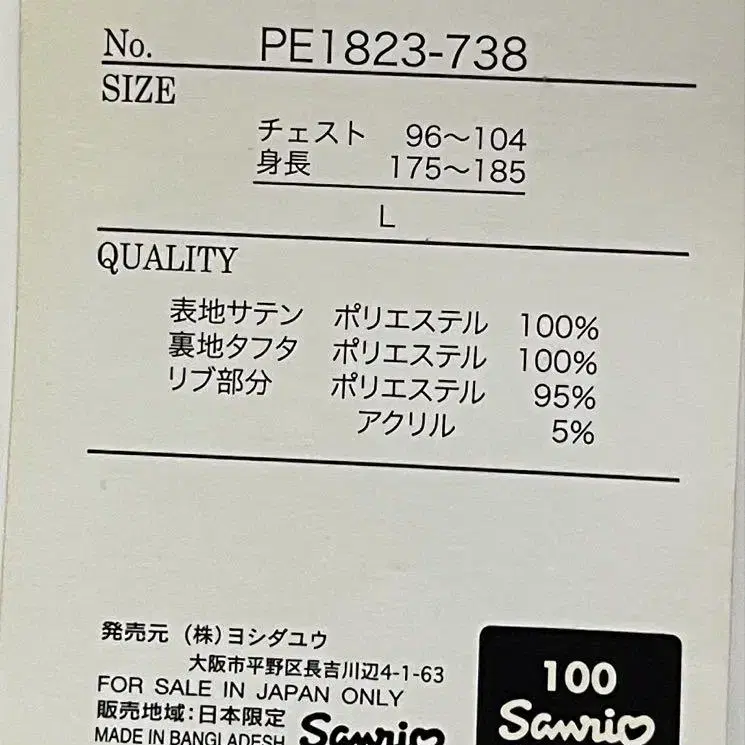 No. PE1823-738
SIZE
チェスト 96〜104
身長 175〜185
L
QUALITY
表地サテン ポリエステル 100%
裏地タフタ ポリエステル 100%
リブ部分 ポリエステル 95%
アクリル 5%
発売元 (株)ヨシダユウ
大阪市平野区長吉川辺4-1-63
FOR SALE IN JAPAN ONLY
販売地域:日本限定
MADE IN BANGLADESH
Sanrio
100
Sanrio